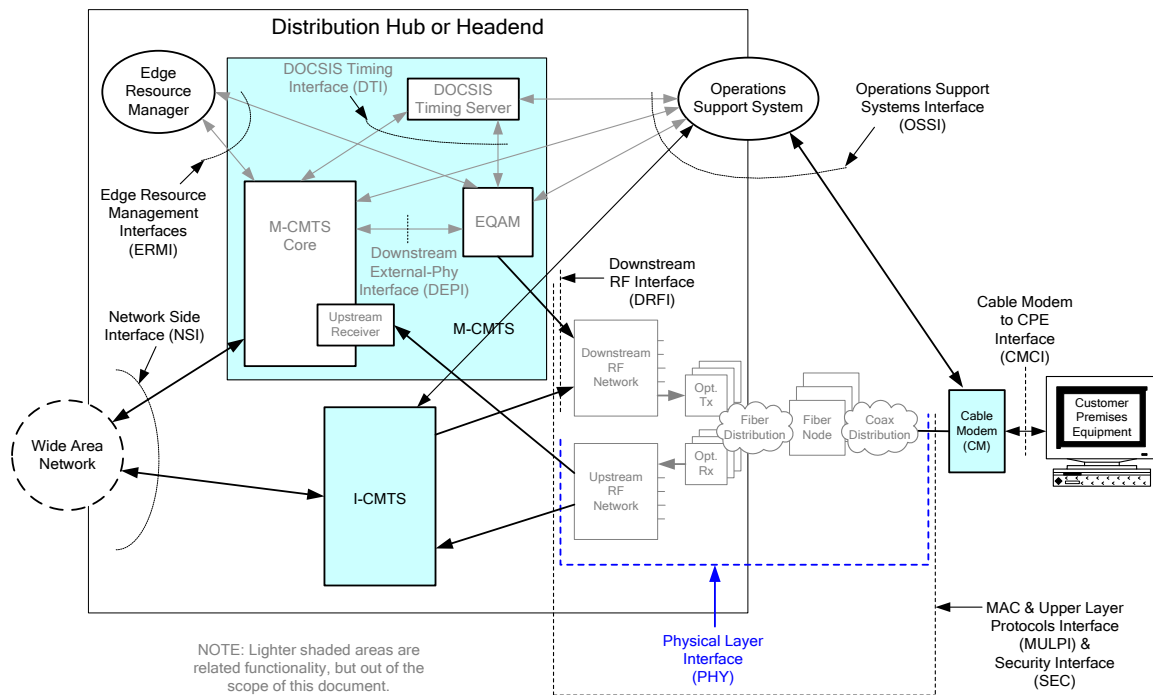 Distribution Hub or Headend
Edge
Resource
Manager
DOCSIS Timing
Interface (DTI)
DOCSIS
Timing Server
Operations
Support System
Operations Support
Systems Interface
(OSSI)
Edge Resource
Management
Interfaces
(ERMI)
M-CMTS
Core
EQAM
Downstream
External-Phy
Interface (DEPI)
Upstream
Receiver
M-CMTS
Downstream
RF Interface
(DRFI)
Cable Modem
to CPE
Interface
(CMCI)
Network Side
Interface (NSI)
Downstream
RF
Network
Opt.
Tx
Fiber
Distribution
Fiber
Node
Coax
Distribution
Cable
Modem
(CM)
Customer
Premises
Equipment
Wide Area
Network
I-CMTS
Upstream
RF
Network
Opt.
Rx
Physical Layer
Interface
(PHY)
MAC & Upper Layer
Protocols Interface
(MULPI) &
Security Interface
(SEC)
NOTE: Lighter shaded areas are
related functionality, but out of the
scope of this document.